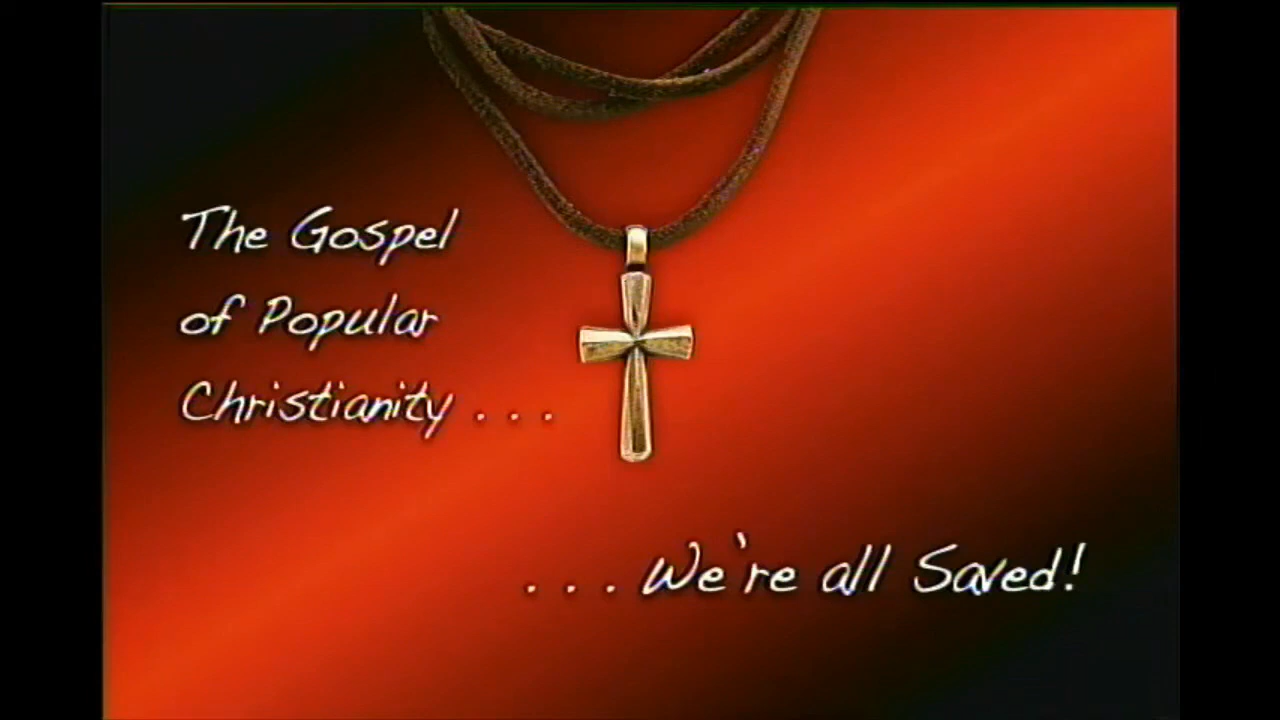 The Gospel
of Popular
Christianity . . .
. . . We're all Saved!